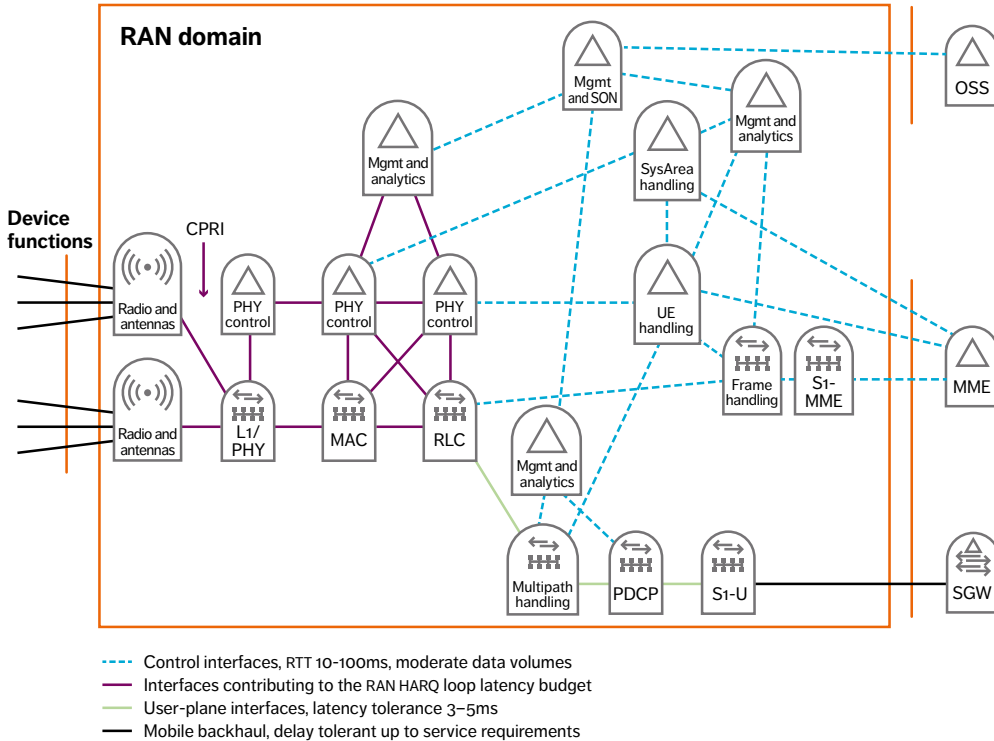 RAN domain
Mgmt
and SON
OSS
Mgmt and
analytics
Mgmt and
analytics
SysArea
handling
Device
functions
CPRI
Radio and
antennas
PHY
control
PHY
control
PHY
control
UE
handling
Frame
handling
S1-
MME
MME
Radio and
antennas
L1/
PHY
MAC
RLC
Mgmt and
analytics
Multipath
handling
PDCP
S1-U
SGW
Control interfaces, RTT 10-100ms, moderate data volumes
Interfaces contributing to the RAN HARQ loop latency budget
User-plane interfaces, latency tolerance 3–5ms
Mobile backhaul, delay tolerant up to service requirements